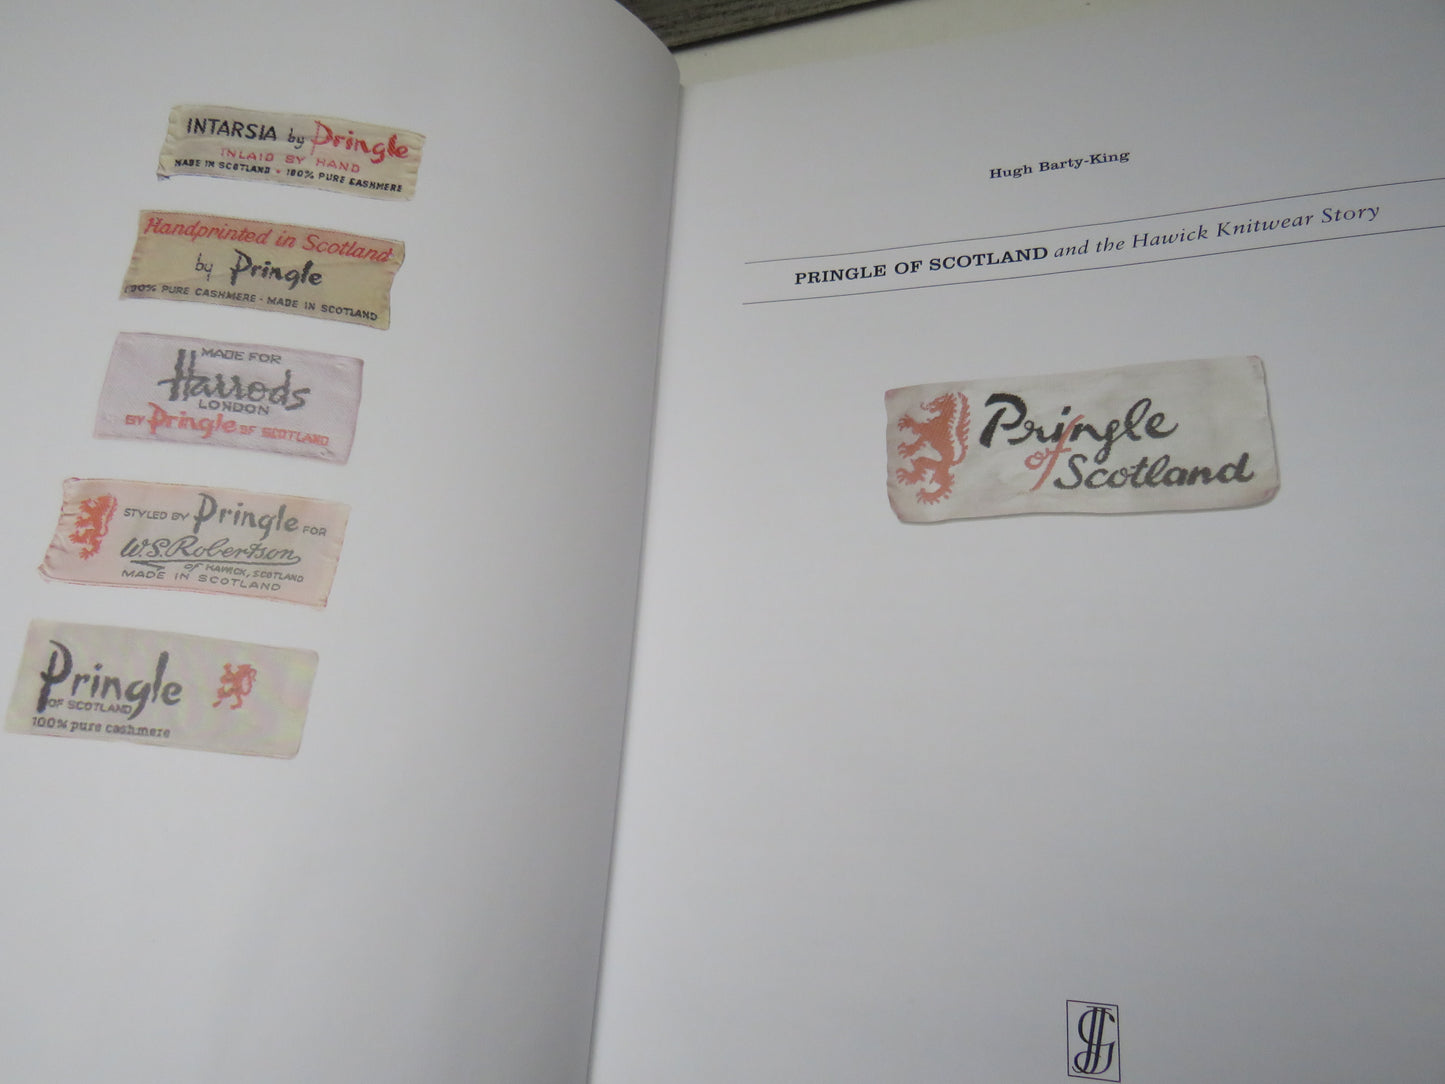 INTARSIA by Pringle
INLAID BY HAND
MADE IN SCOTLAND • 100% PURE CASHMERE
Handprinted in Scotland
by Pringle
100% PURE CASHMERE - MADE IN SCOTLAND
MADE FOR
Harrods
LONDON
BY Pringle OF SCOTLAND
STYLED BY Pringle FOR
W.S. Robertson
OF HAWICK, SCOTLAND
MADE IN SCOTLAND
Pringle
OF SCOTLAND
100% pure cashmere
Hugh Barty-King
PRINGLE OF SCOTLAND and the Hawick Knitwear Story
Pringle
of
Scotland